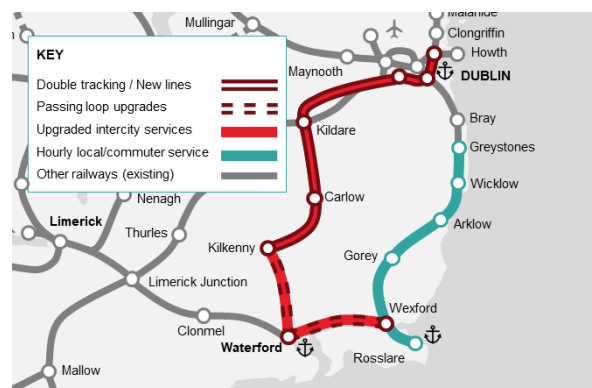 Malahide
Mullingar
Clongriffin
Howth
KEY
Maynooth
DUBLIN
Double tracking / New lines
Passing loop upgrades
Upgraded intercity services
Hourly local/commuter service
Other railways (existing)
Kildare
Bray
Greystones
Wicklow
Nenagh
Carlow
Limerick
Thurles
Arklow
Kilkenny
Gorey
Limerick Junction
Wexford
Clonmel
Waterford
Rosslare
Mallow